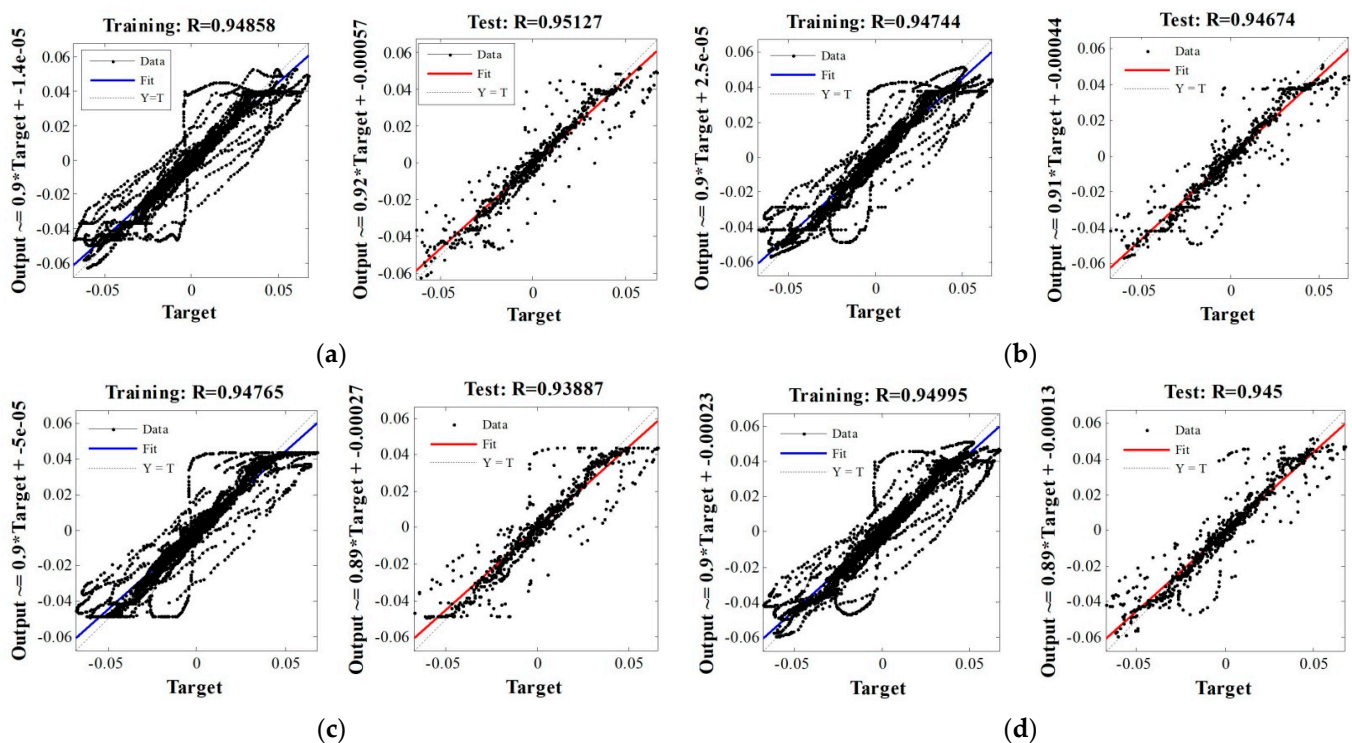 Training: R=0.94858
Output ~= 0.9*Target + -1.4e-05
0.06
0.04
0.02
0
-0.02
-0.04
-0.06
Data
Fit
Y=T
-0.05
0
0.05
Target
Test: R=0.95127
Output ~= 0.92*Target + -0.00057
0.06
0.04
0.02
0
-0.02
-0.04
-0.06
Data
Fit
Y = T
-0.05
0
0.05
Target
(a)
Training: R=0.94744
Output ~= 0.9*Target + 2.5e-05
0.06
0.04
0.02
0
-0.02
-0.04
-0.06
Data
Fit
Y = T
-0.05
0
0.05
Target
Test: R=0.94674
Output ~= 0.91*Target + -0.00044
0.06
0.04
0.02
0
-0.02
-0.04
-0.06
Data
Fit
Y = T
-0.05
0
0.05
Target
(b)
Training: R=0.94765
Output ~= 0.9*Target + -5e-05
0.06
0.04
0.02
0
-0.02
-0.04
-0.06
Data
Fit
Y = T
-0.05
0
0.05
Target
Test: R=0.93887
Output ~= 0.89*Target + -0.00027
0.06
0.04
0.02
0
-0.02
-0.04
-0.06
Data
Fit
Y = T
-0.05
0
0.05
Target
(c)
Training: R=0.94995
Output ~= 0.9*Target + -0.00023
0.06
0.04
0.02
0
-0.02
-0.04
-0.06
Data
Fit
Y = T
-0.05
0
0.05
Target
Test: R=0.945
Output ~= 0.89*Target + -0.00013
0.06
0.04
0.02
0
-0.02
-0.04
-0.06
Data
Fit
Y = T
-0.05
0
0.05
Target
(d)